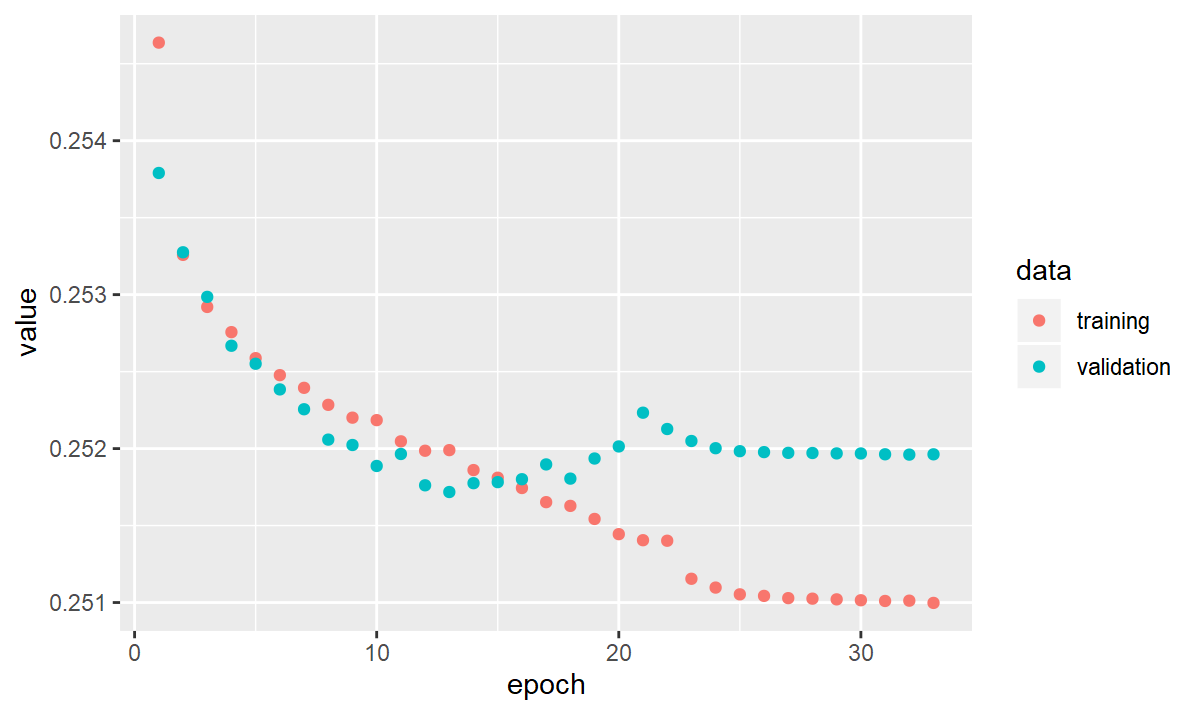 value
0.254
0.253
0.252
0.251
0 10 20 30
epoch
data
training
validation